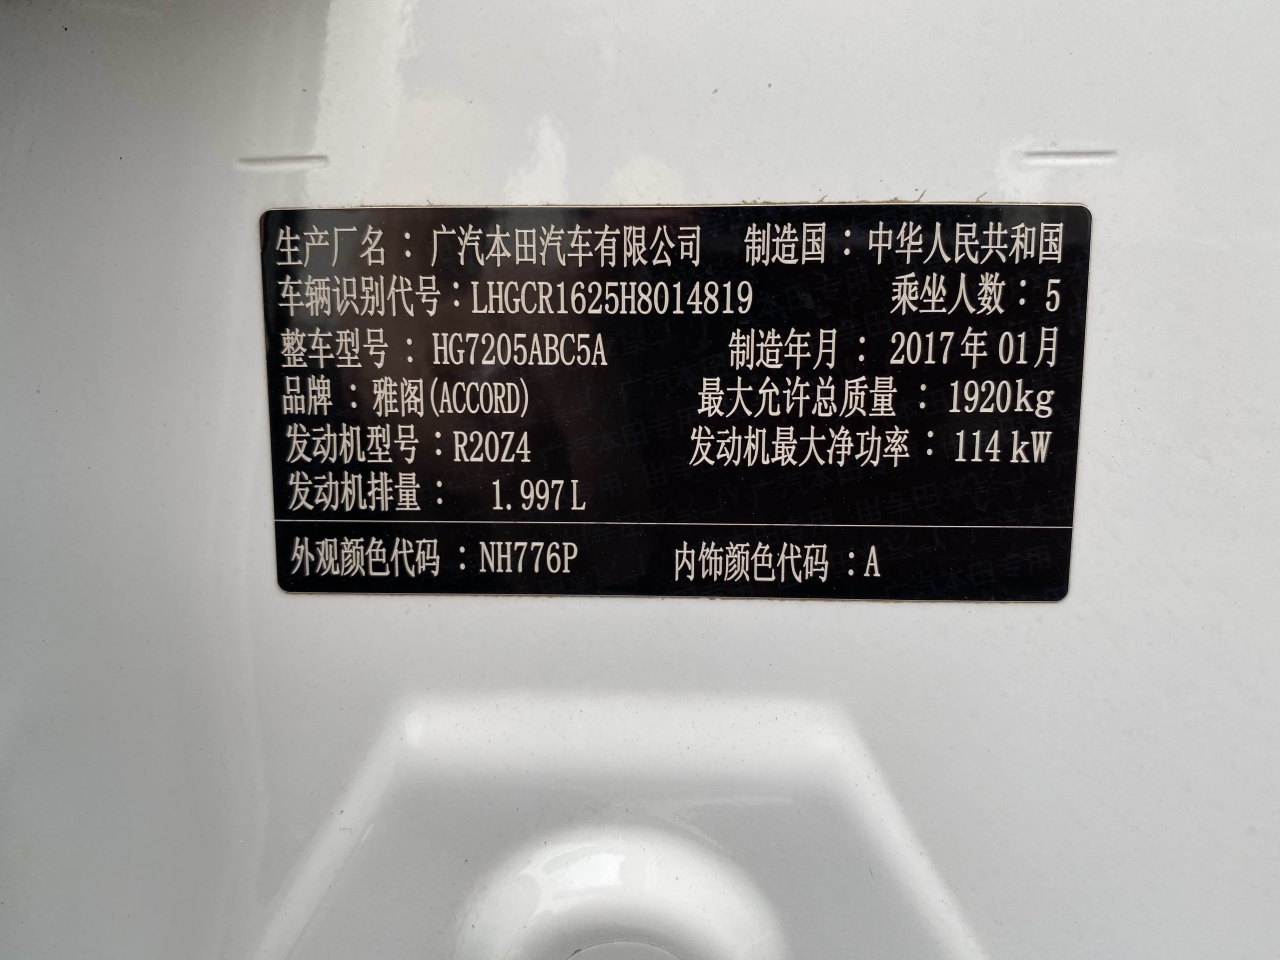 生产厂名：广汽本田汽车有限公司 制造国：中华人民共和国
车辆识别代号：LHGCR1625H8014819 乘坐人数：5
整车型号：HG7205ABC5A 制造年月：2017年01月
品牌：雅阁(ACCORD) 最大允许总质量：1920kg
发动机型号：R20Z4 发动机最大净功率：114kW
发动机排量：1.997L
外观颜色代码：NH776P 内饰颜色代码：A